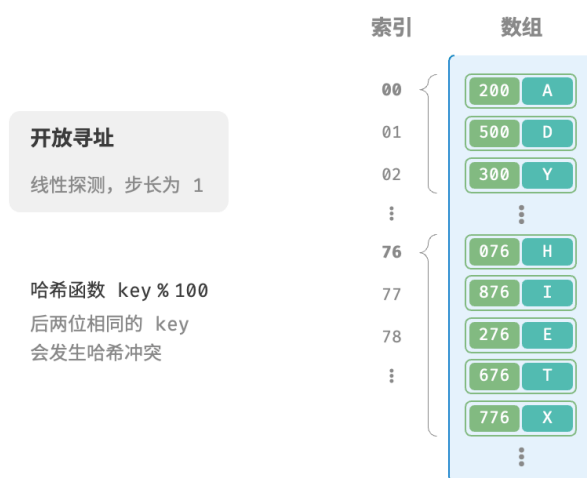 索引 数组
00 200 A
01 500 D
02 300 Y
开放寻址
线性探测，步长为 1
76 076 H
77 876 I
78 276 E
676 T
776 X
哈希函数 key % 100
后两位相同的 key
会发生哈希冲突